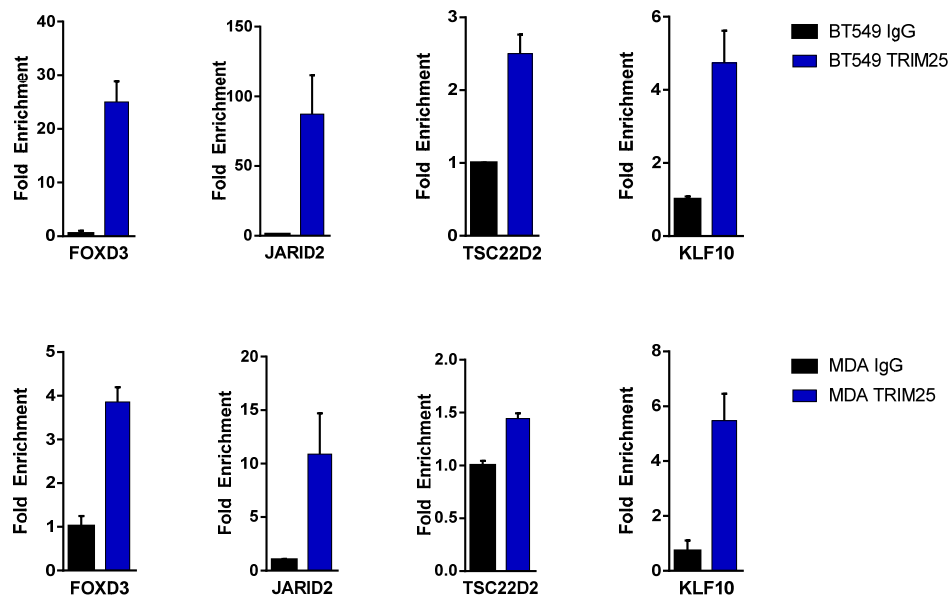 Fold Enrichment
40
30
20
10
0
FOXD3
Fold Enrichment
150
100
50
0
JARID2
Fold Enrichment
3
2
1
0
TSC22D2
Fold Enrichment
6
4
2
0
KLF10
BT549 IgG
BT549 TRIM25
Fold Enrichment
5
4
3
2
1
0
FOXD3
Fold Enrichment
20
15
10
5
0
JARID2
Fold Enrichment
2.0
1.5
1.0
0.5
0.0
TSC22D2
Fold Enrichment
8
6
4
2
0
KLF10
MDA IgG
MDA TRIM25